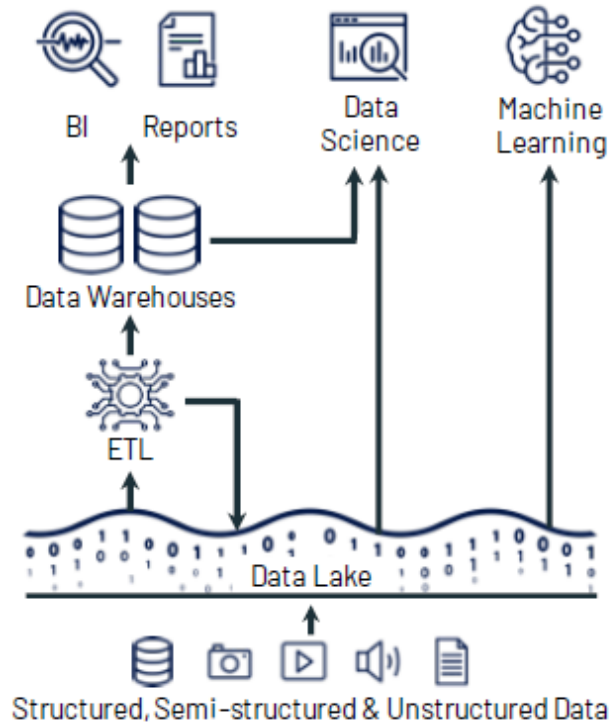 BI
Reports
Data
Science
Machine
Learning
Data Warehouses
ETL
Data Lake
Structured, Semi-structured & Unstructured Data